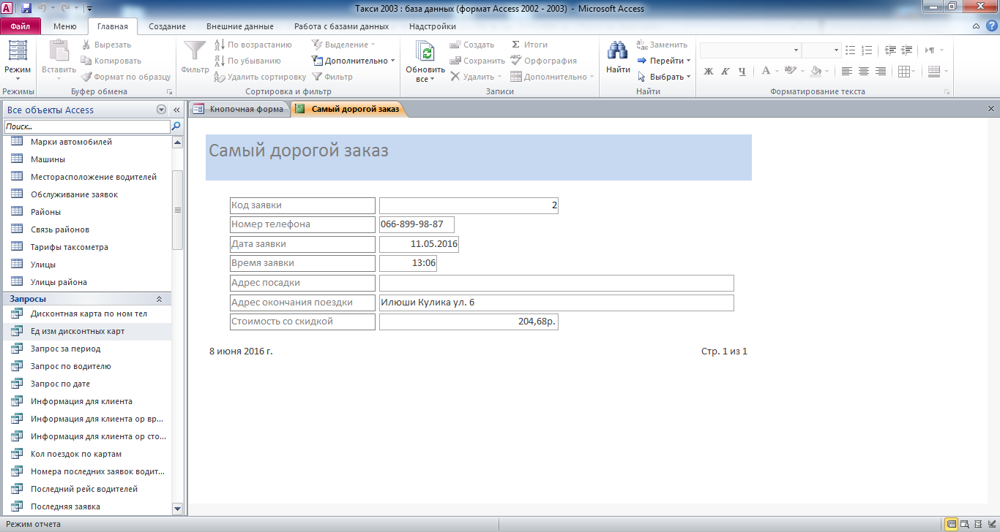 Такси 2003 : база данных (формат Access 2002 - 2003) - Microsoft Access
Файл Меню Главная Создание Внешние данные Работа с базами данных Надстройки
Режим
Режимы
Вставить
Вырезать
Копировать
Формат по образцу
Буфер обмена
Фильтр
По возрастанию
По убыванию
Удалить сортировку
Выделение
Дополнительно
Фильтр
Сортировка и фильтр
Обновить
все
Создать
Сохранить
Удалить
Итоги
Орфография
Дополнительно
Записи
Найти
Заменить
Перейти
Выбрать
Найти
Ж К Ч А
Форматирование текста
Все объекты Access
Поиск...
Марки автомобилей
Машины
Месторасположение водителей
Обслуживание заявок
Районы
Связь районов
Тарифы таксометра
Улицы
Улицы района
Запросы
Дисконтная карта по ном тел
Ед изм дисконтных карт
Запрос за период
Запрос по водителю
Запрос по дате
Информация для клиента
Информация для клиента ор вр...
Информация для клиента ор сто...
Кол поездок по картам
Номера последних заявок водит...
Последний рейс водителей
Последняя заявка
Кнопочная форма
Самый дорогой заказ
Самый дорогой заказ
Код заявки 2
Номер телефона 066-899-98-87
Дата заявки 11.05.2016
Время заявки 13:06
Адрес посадки
Адрес окончания поездки Илюши Кулика ул. 6
Стоимость со скидкой 204,68р.
8 июня 2016 г. Стр. 1 из 1
Режим отчета